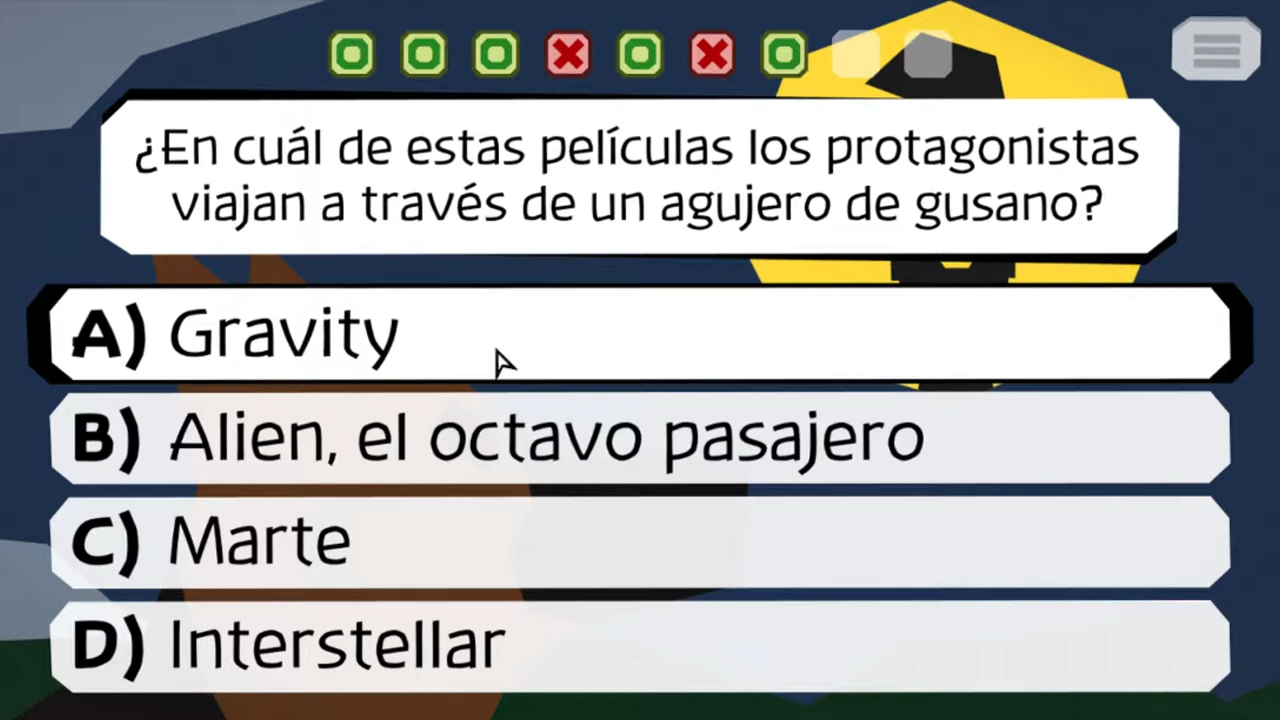 ¿En cuál de estas películas los protagonistas
viajan a través de un agujero de gusano?
A) Gravity
B) Alien, el octavo pasajero
C) Marte
D) Interstellar